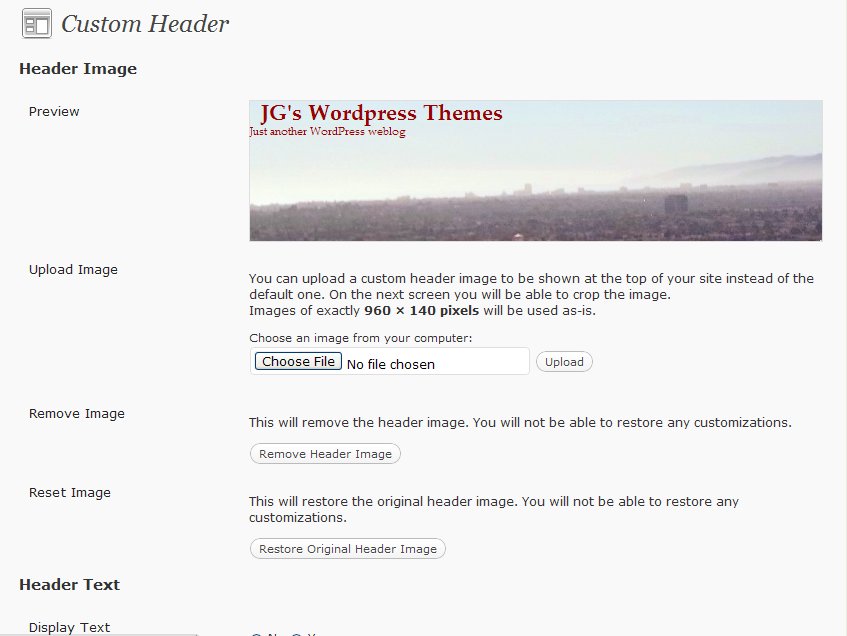 Custom Header
Header Image
Preview
JG's Wordpress Themes
Just another WordPress weblog
Upload Image
You can upload a custom header image to be shown at the top of your site instead of the
default one. On the next screen you will be able to crop the image.
Images of exactly 960 × 140 pixels will be used as-is.
Choose an image from your computer:
Choose File No file chosen Upload
Remove Image
This will remove the header image. You will not be able to restore any customizations.
Remove Header Image
Reset Image
This will restore the original header image. You will not be able to restore any
customizations.
Restore Original Header Image
Header Text
Display Text